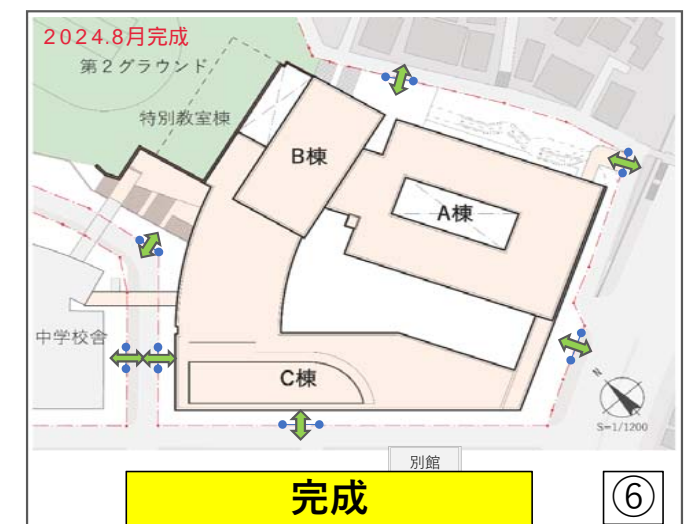 2024.8月完成
第2グラウンド
特別教室棟
B棟
A棟
中学校舎
C棟
N
S=1/1200
別館
完成
⑥